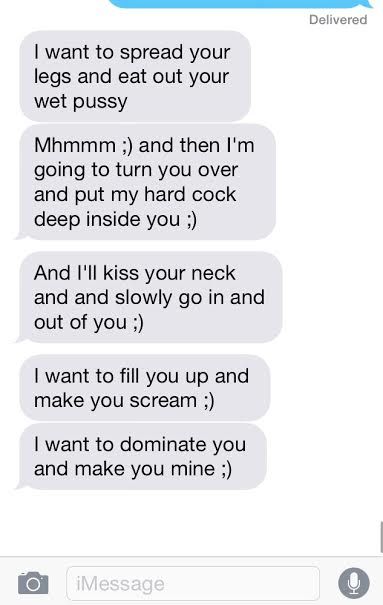 Delivered
I want to spread your
legs and eat out your
wet pussy
Mhmmm ;) and then I'm
going to turn you over
and put my hard cock
deep inside you ;)
And I'll kiss your neck
and and slowly go in and
out of you ;)
I want to fill you up and
make you scream ;)
I want to dominate you
and make you mine ;)
iMessage